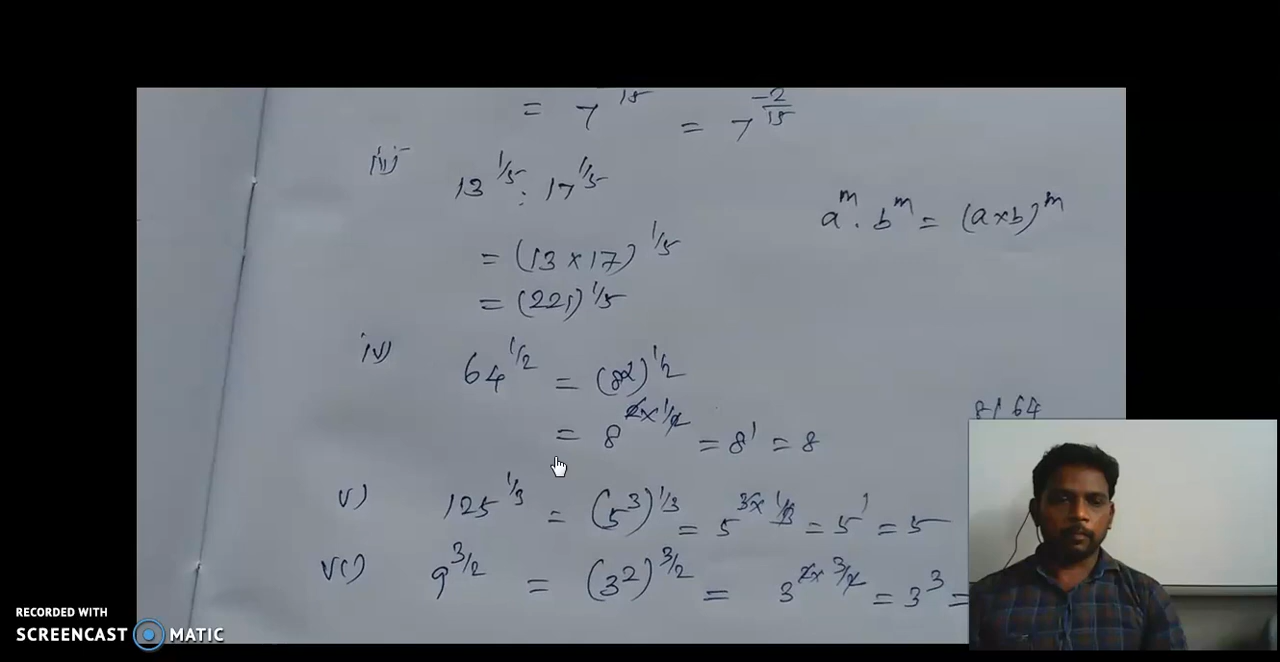 = 7^15 = 7^-2/15
iii)
13^1/5 : 17^1/5
a^m . b^m = (a×b)^m
= (13 × 17)^1/5
= (221)^1/5
iv) 64^1/2 = (8^2)^1/2
= 8^2×1/2 = 8^1 = 8
8 | 64
v) 125^1/3 = (5^3)^1/3 = 5^3×1/3 = 5^1 = 5
vi) 9^3/2 = (3^2)^3/2 = 3^2×3/2 = 3^3 =
RECORDED WITH
SCREENCAST MATIC